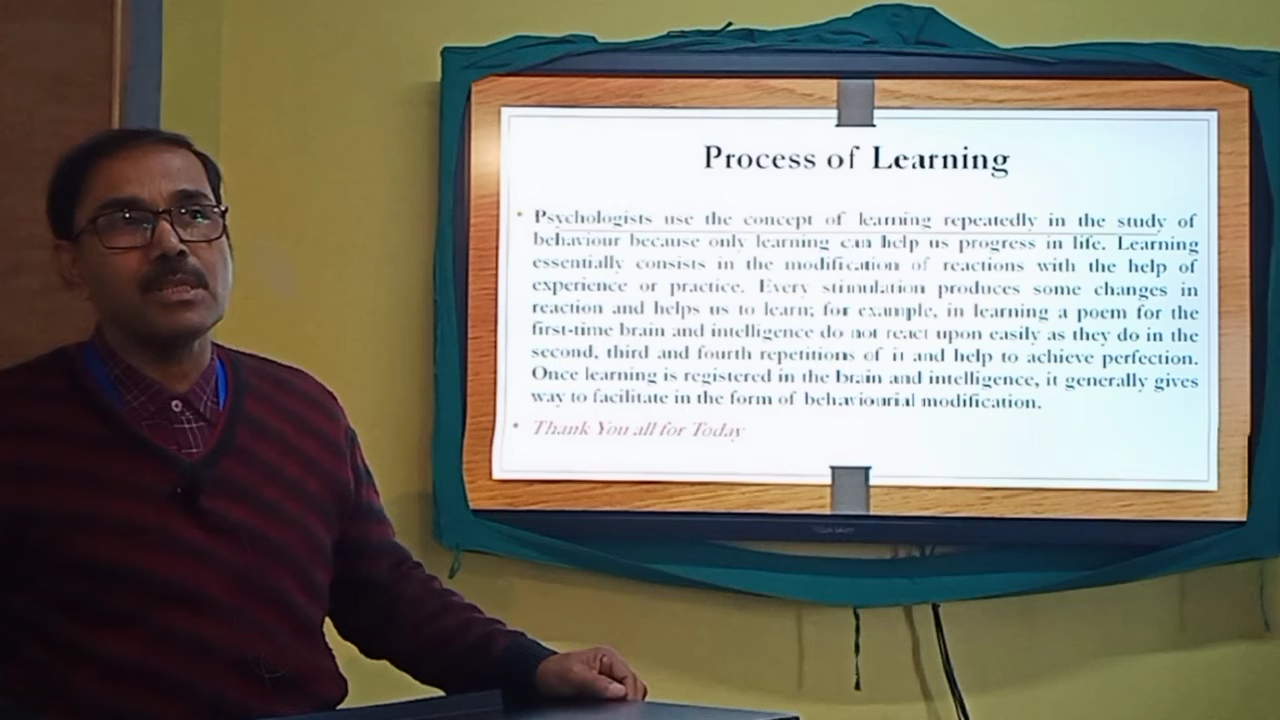 Process of Learning
Psychologists use the concept of learning repeatedly in the study of
behaviour because only learning can help us progress in life. Learning
essentially consists in the modification of reactions with the help of
experience or practice. Every stimulation produces some changes in
reaction and helps us to learn; for example, in learning a poem for the
first-time brain and intelligence do not react upon easily as they do in the
second, third and fourth repetitions of it and help to achieve perfection.
Once learning is registered in the brain and intelligence, it generally gives
way to facilitate in the form of behaviourial modification.
Thank You all for Today